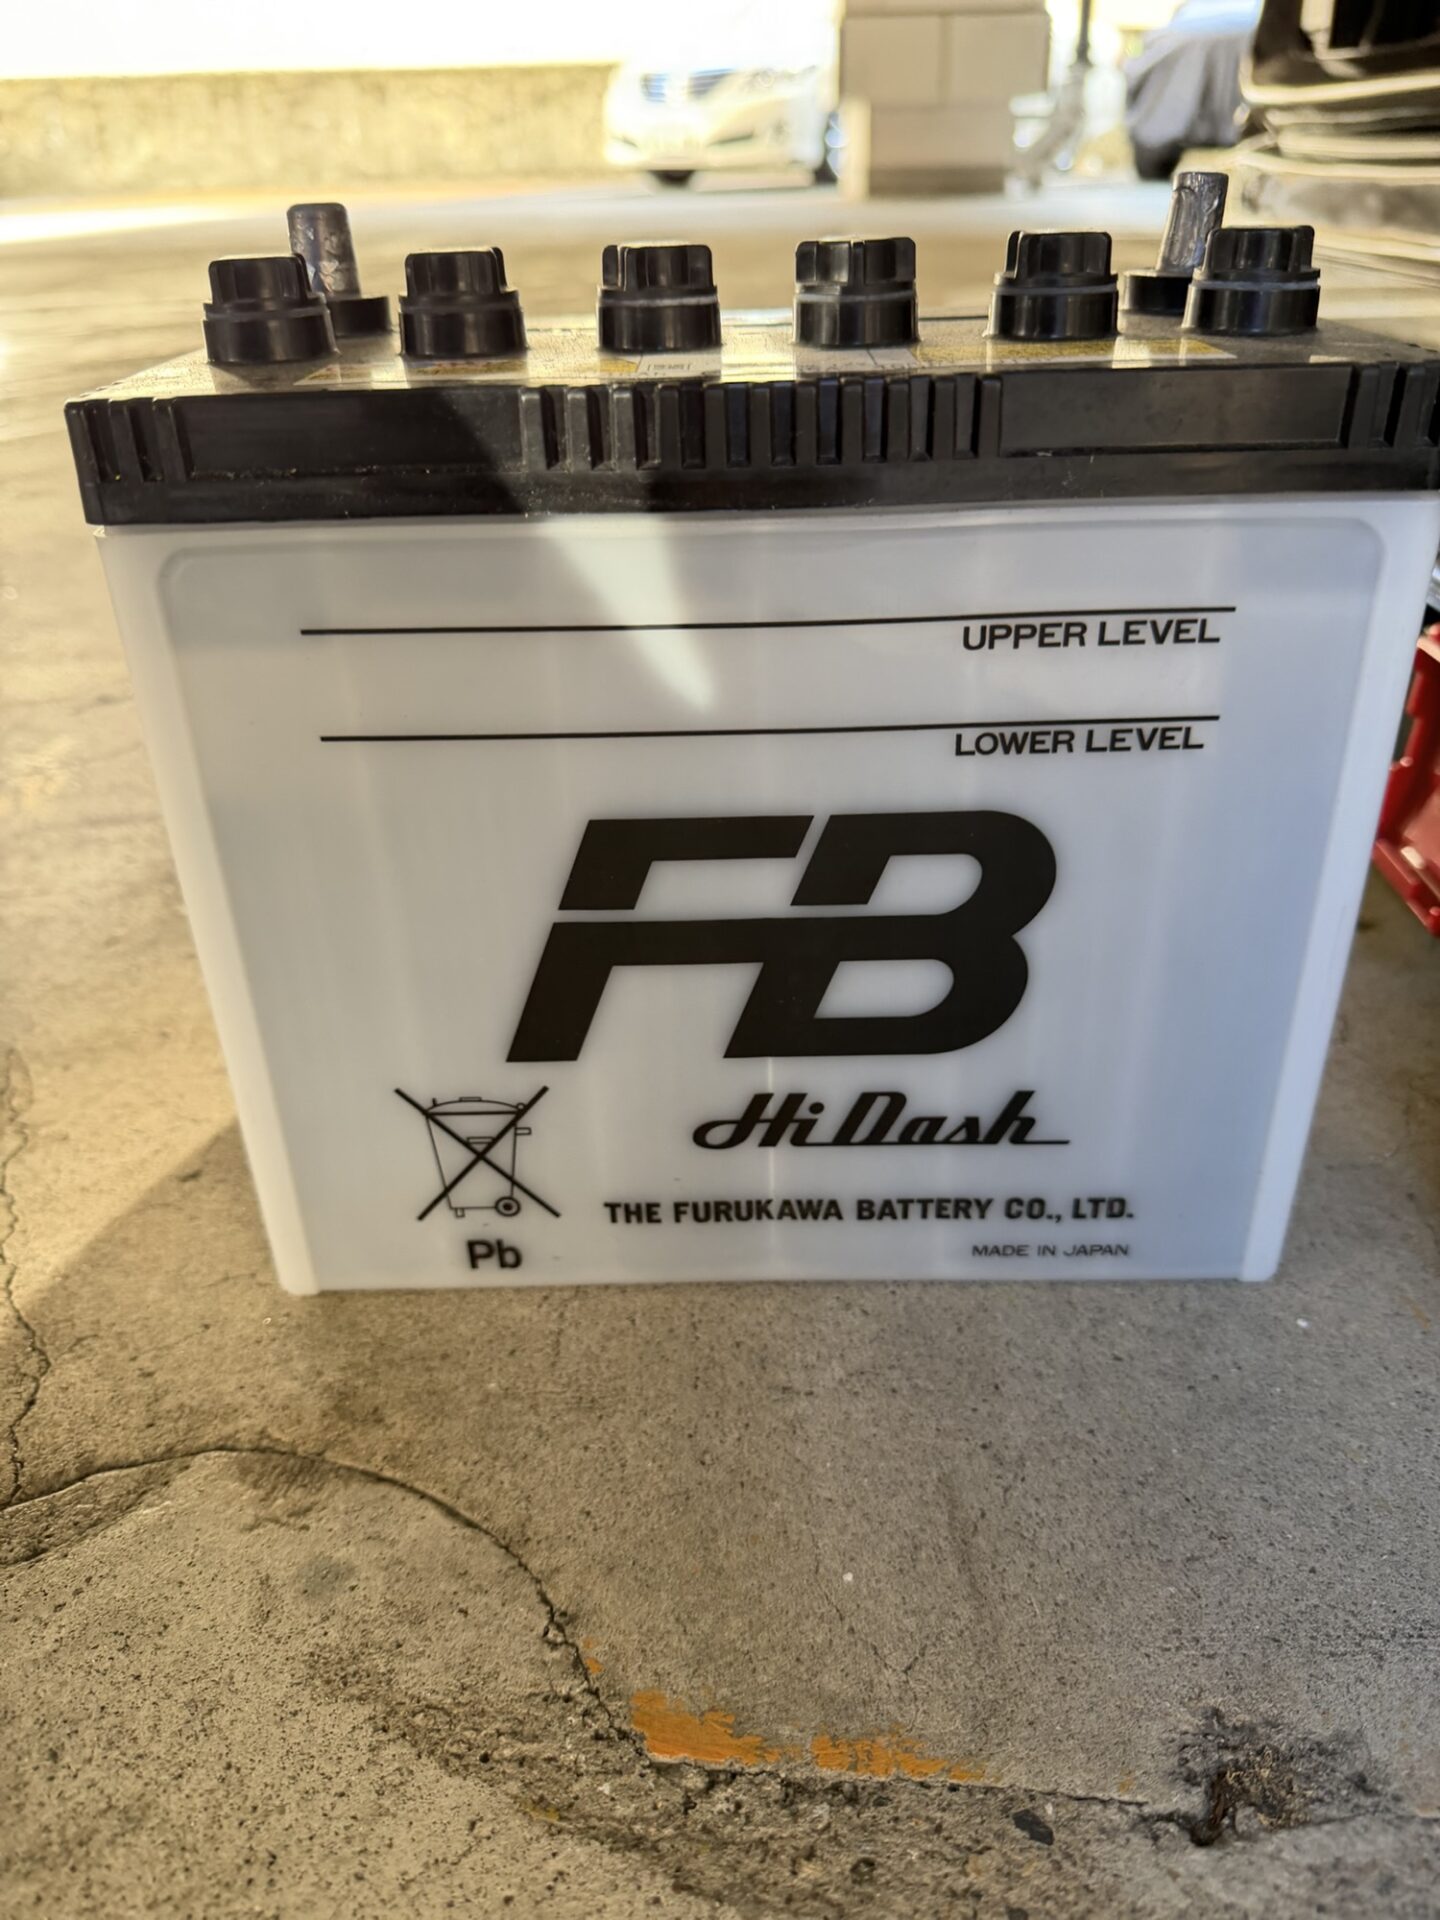 UPPER LEVEL
LOWER LEVEL
FB
Hi Dash
THE FURUKAWA BATTERY CO., LTD.
Pb
MADE IN JAPAN